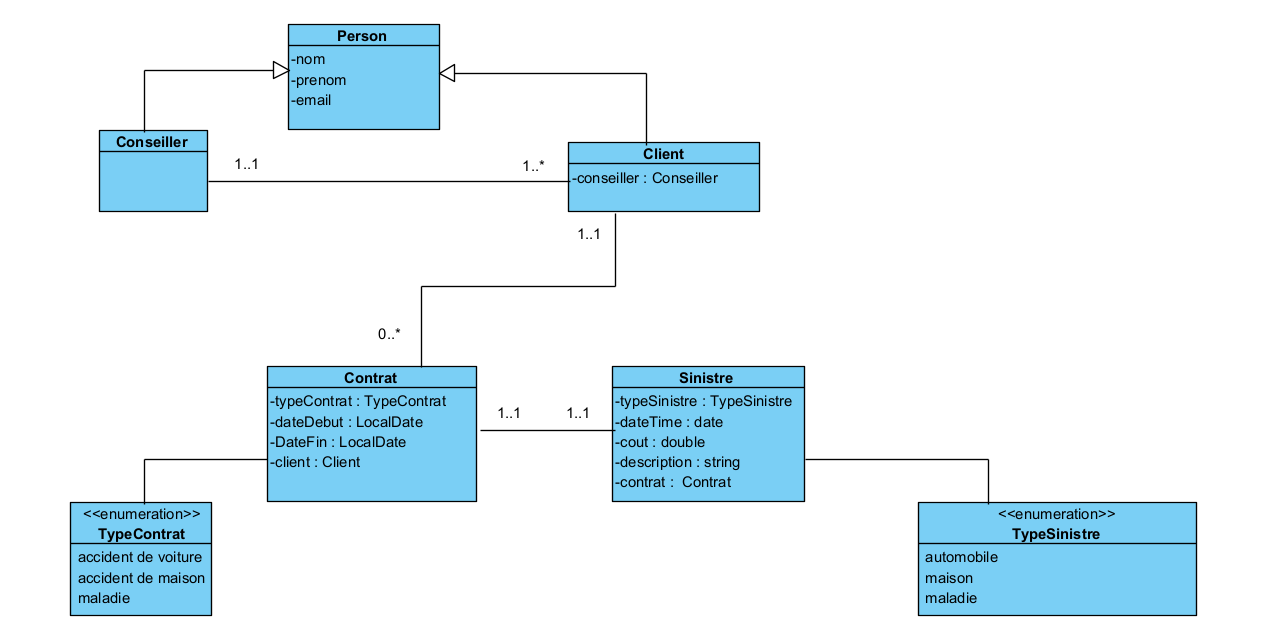 Person
-nom
-prenom
-email
Conseiller
1..1
1..*
Client
-conseiller : Conseiller
1..1
0..*
Contrat
-typeContrat : TypeContrat
-dateDebut : LocalDate
-DateFin : LocalDate
-client : Client
1..1
1..1
Sinistre
-typeSinistre : TypeSinistre
-dateTime : date
-cout : double
-description : string
-contrat :  Contrat
<<enumeration>>
TypeContrat
accident de voiture
accident de maison
maladie
<<enumeration>>
TypeSinistre
automobile
maison
maladie